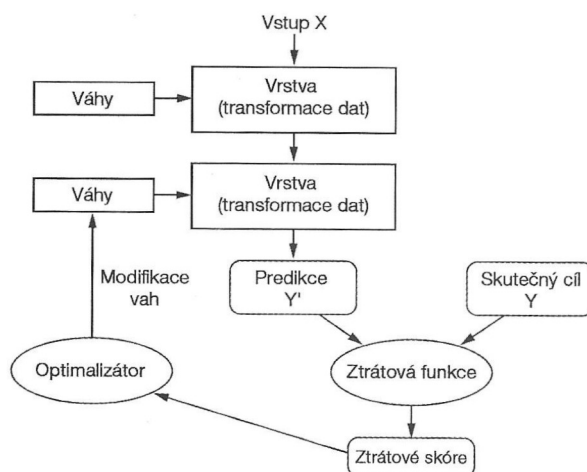 Vstup X
Váhy
Vrstva
(transformace dat)
Váhy
Vrstva
(transformace dat)
Modifikace
vah
Predikce
Y'
Skutečný cíl
Y
Optimalizátor
Ztrátová funkce
Ztrátové skóre